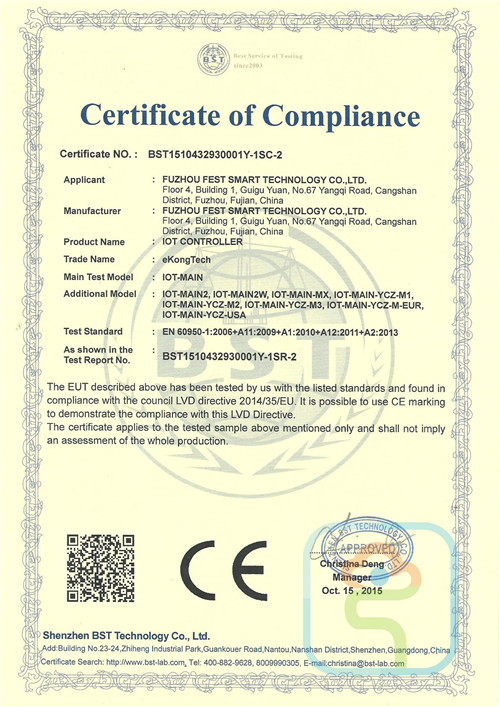 BST
Best Service of Testing
since2003
Certificate of Compliance
Certificate NO. : BST1510432930001Y-1SC-2
Applicant : FUZHOU FEST SMART TECHNOLOGY CO.,LTD.
Floor 4, Building 1, Guigu Yuan, No.67 Yangqi Road, Cangshan
District, Fuzhou, Fujian, China
Manufacturer : FUZHOU FEST SMART TECHNOLOGY CO.,LTD.
Floor 4, Building 1, Guigu Yuan, No.67 Yangqi Road, Cangshan
District, Fuzhou, Fujian, China
Product Name : IOT CONTROLLER
Trade Name : eKongTech
Main Test Model : IOT-MAIN
Additional Model : IOT-MAIN2, IOT-MAIN2W, IOT-MAIN-MX, IOT-MAIN-YCZ-M1,
IOT-MAIN-YCZ-M2, IOT-MAIN-YCZ-M3, IOT-MAIN-YCZ-M-EUR,
IOT-MAIN-YCZ-USA
Test Standard : EN 60950-1:2006+A11:2009+A1:2010+A12:2011+A2:2013
As shown in the
Test Report No. : BST1510432930001Y-1SR-2
BST
The EUT described above has been tested by us with the listed standards and found in
compliance with the council LVD directive 2014/35/EU. It is possible to use CE marking
to demonstrate the compliance with this LVD Directive.
The certificate applies to the tested sample above mentioned only and shall not imply
an assessment of the whole production.
CE
BST TECHNOLOGY CO
APPROVED
Christina Deng
Manager
Oct. 15 , 2015
Shenzhen BST Technology Co., Ltd.
Add:Building No.23-24,Zhiheng Industrial Park,Guankouer Road,Nantou,Nanshan District,Shenzhen,Guangdong,China
Certificate Search: http://www.bst-lab.com, Tel: 400-882-9628, 8009990305, E-mail:christina@bst-lab.com